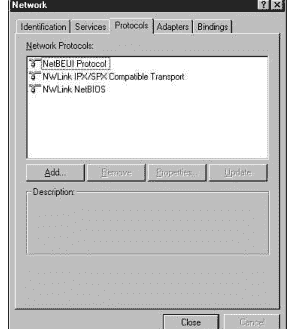 Network
Identification Services Protocols Adapters Bindings
Network Protocols:
NetBEUI Protocol
NWLink IPX/SPX Compatible Transport
NWLink NetBIOS
Add... Remove Properties... Update
Description:
Close Cancel